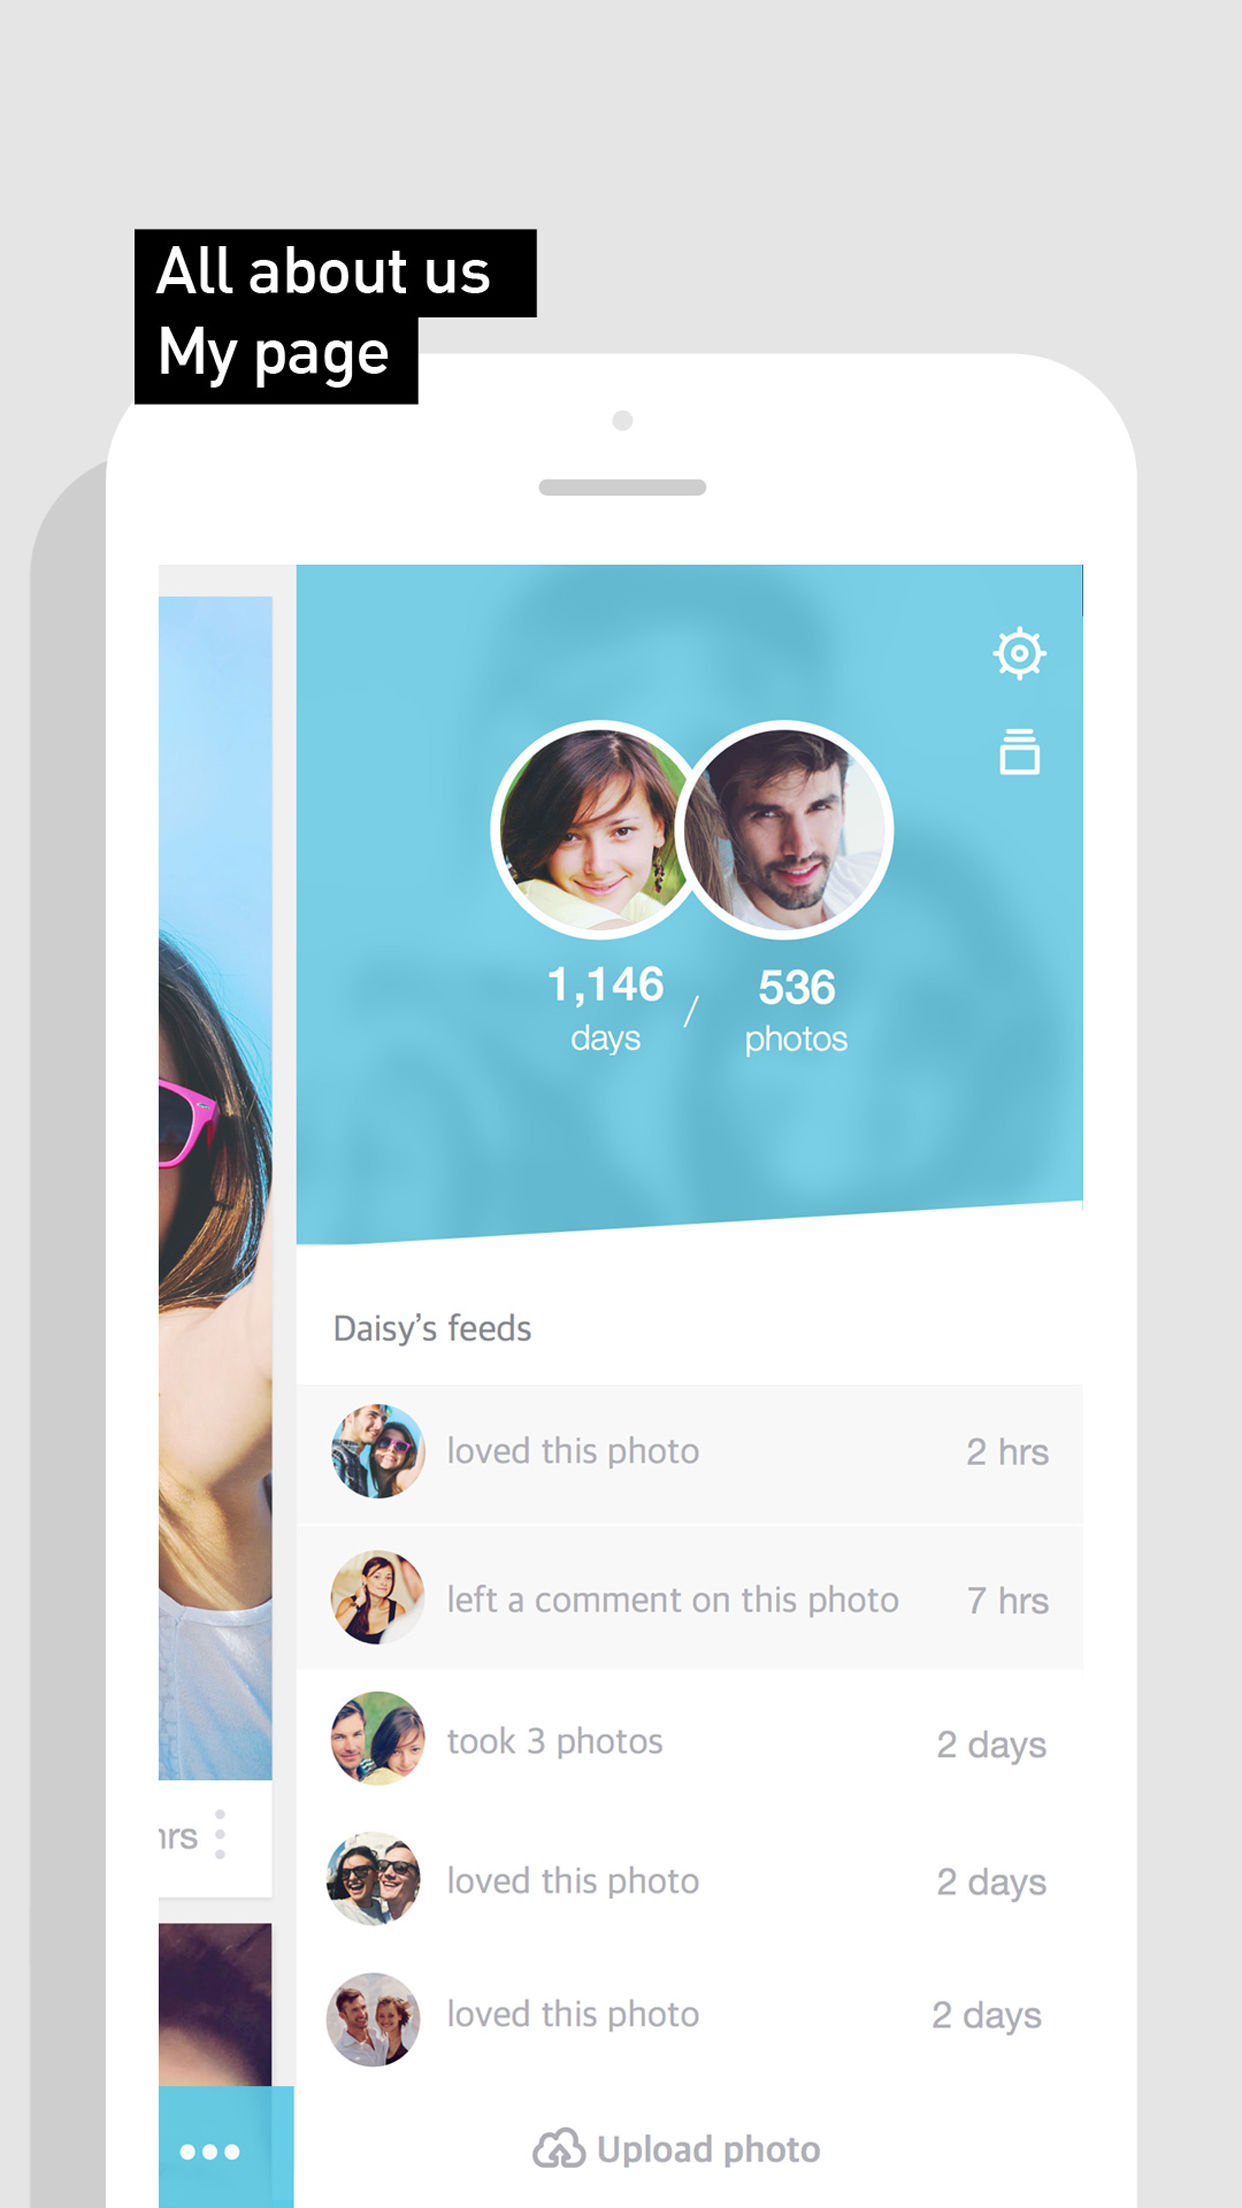 All about us
My page
1,146 / 536
days photos
Daisy’s feeds
loved this photo 2 hrs
left a comment on this photo 7 hrs
took 3 photos 2 days
hrs
loved this photo 2 days
loved this photo 2 days
Upload photo